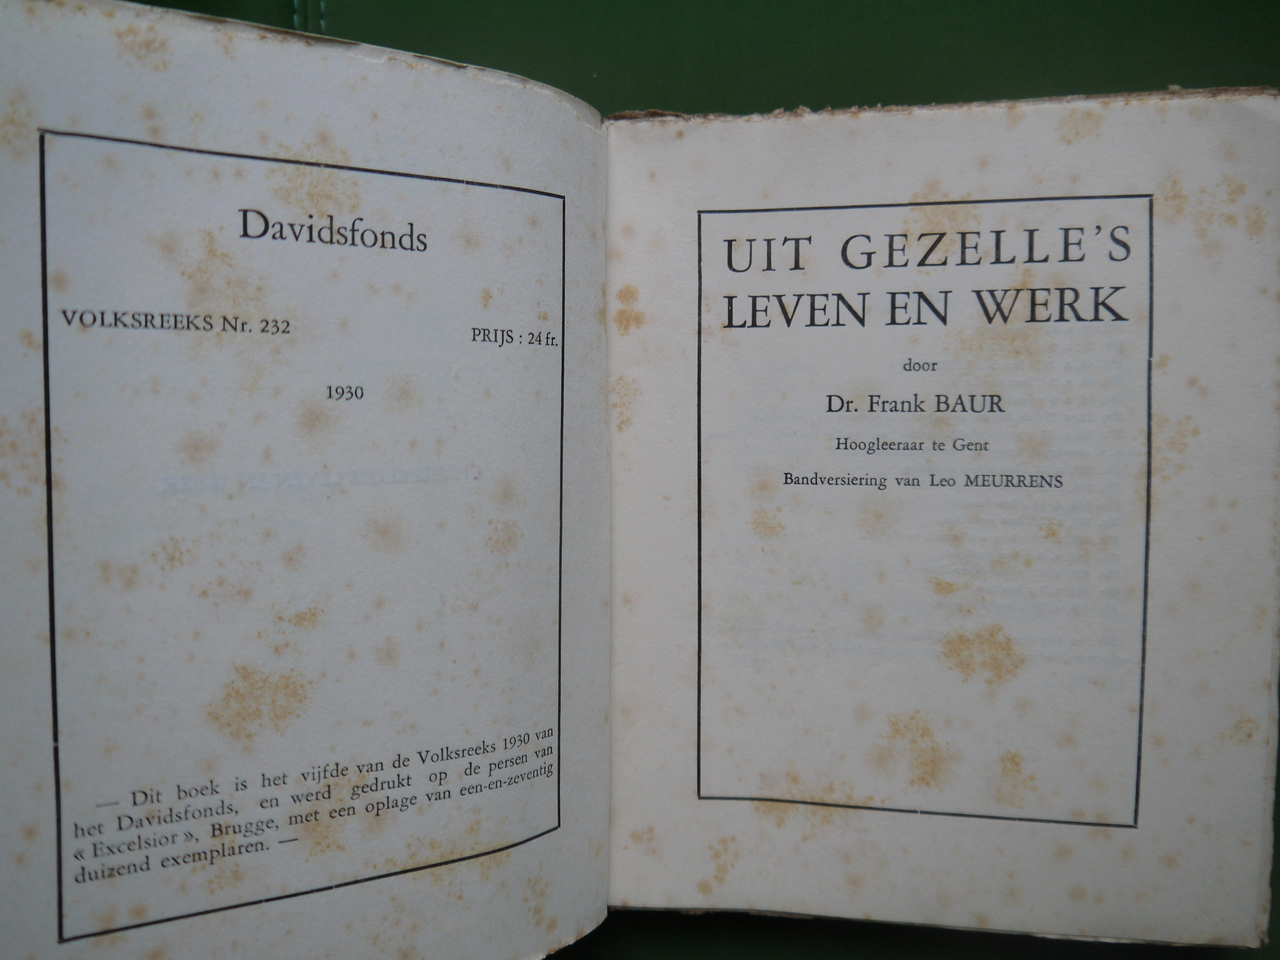 Davidsfonds
VOLKSREEKS Nr. 232
PRIJS : 24 fr.
1930
— Dit boek is het vijfde van de Volksreeks 1930 van
het Davidsfonds, en werd gedrukt op de persen van
« Excelsior », Brugge, met een oplage van een-en-zeventig
duizend exemplaren. —
UIT GEZELLE'S
LEVEN EN WERK
door
Dr. Frank BAUR
Hoogleeraar te Gent
Bandversiering van Leo MEURRENS